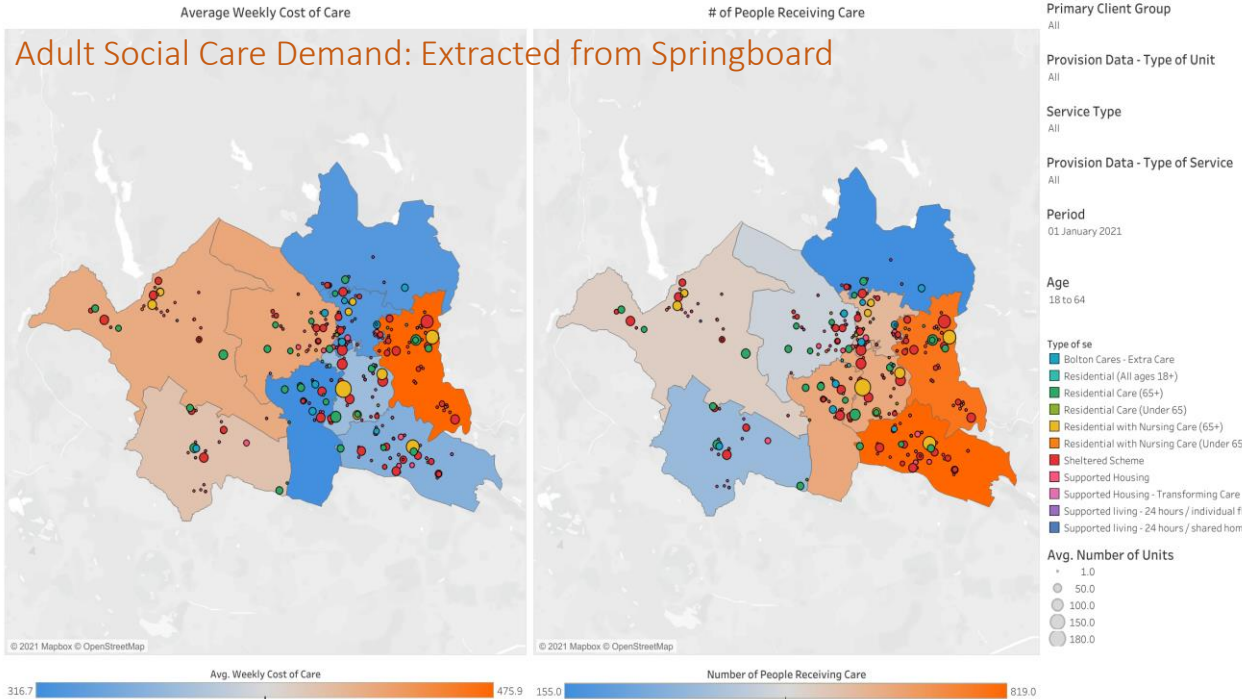 Average Weekly Cost of Care
# of People Receiving Care
Adult Social Care Demand: Extracted from Springboard
© 2021 Mapbox © OpenStreetMap
© 2021 Mapbox © OpenStreetMap
Avg. Weekly Cost of Care
316.7
475.9
Number of People Receiving Care
155.0
819.0
Primary Client Group
All
Provision Data - Type of Unit
All
Service Type
All
Provision Data - Type of Service
All
Period
01 January 2021
Age
18 to 64
Type of se
Bolton Cares - Extra Care
Residential (All ages 18+)
Residential Care (65+)
Residential Care (Under 65)
Residential with Nursing Care (65+)
Residential with Nursing Care (Under 65
Sheltered Scheme
Supported Housing
Supported Housing - Transforming Care
Supported living - 24 hours / individual f
Supported living - 24 hours / shared hom
Avg. Number of Units
1.0
50.0
100.0
150.0
180.0